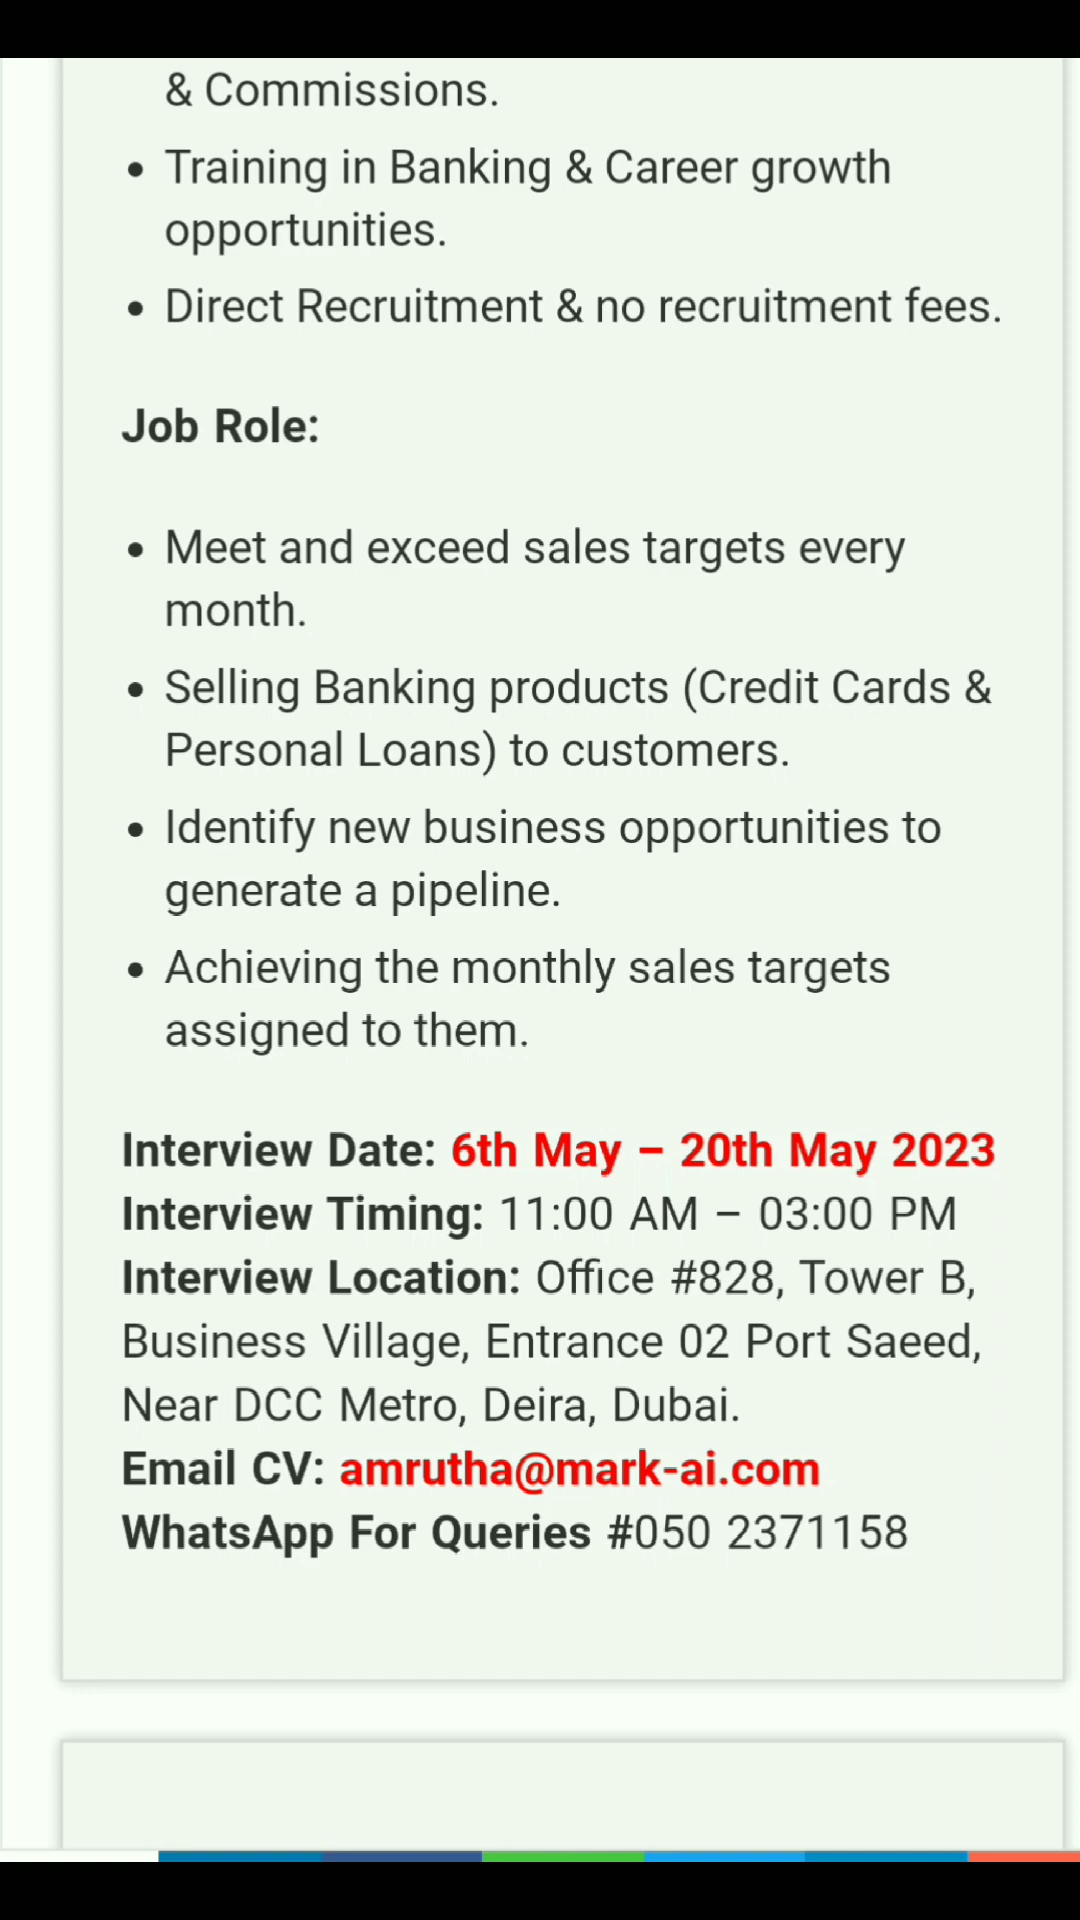 & Commissions.
• Training in Banking & Career growth
opportunities.
• Direct Recruitment & no recruitment fees.
Job Role:
• Meet and exceed sales targets every
month.
• Selling Banking products (Credit Cards &
Personal Loans) to customers.
• Identify new business opportunities to
generate a pipeline.
• Achieving the monthly sales targets
assigned to them.
Interview Date: 6th May – 20th May 2023
Interview Timing: 11:00 AM – 03:00 PM
Interview Location: Office #828, Tower B,
Business Village, Entrance 02 Port Saeed,
Near DCC Metro, Deira, Dubai.
Email CV: amrutha@mark-ai.com
WhatsApp For Queries #050 2371158